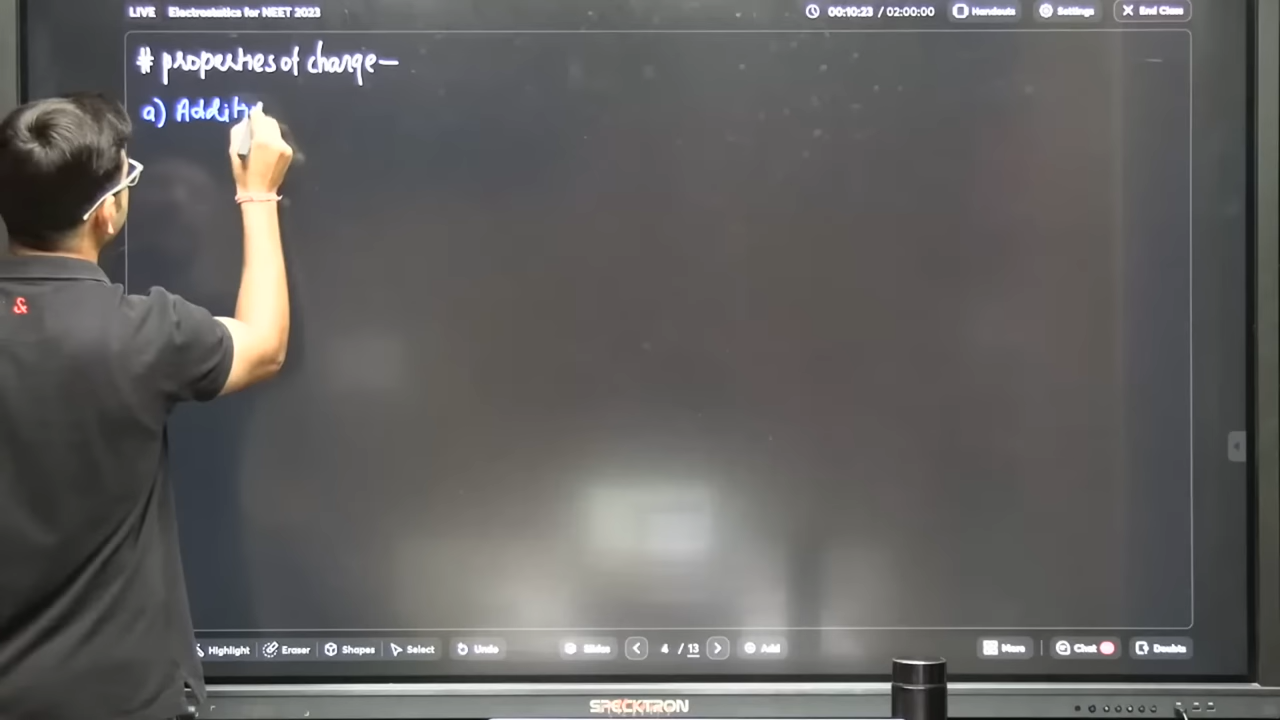 LIVE Electrostatics for NEET 2023 00:10:23 / 02:00:00 Handouts Settings End Class
# properties of charge-
a) Additi
&
Highlight Eraser Shapes Select Undo Slides 4 / 13 Add More Chat Doubts
SPECKTRON